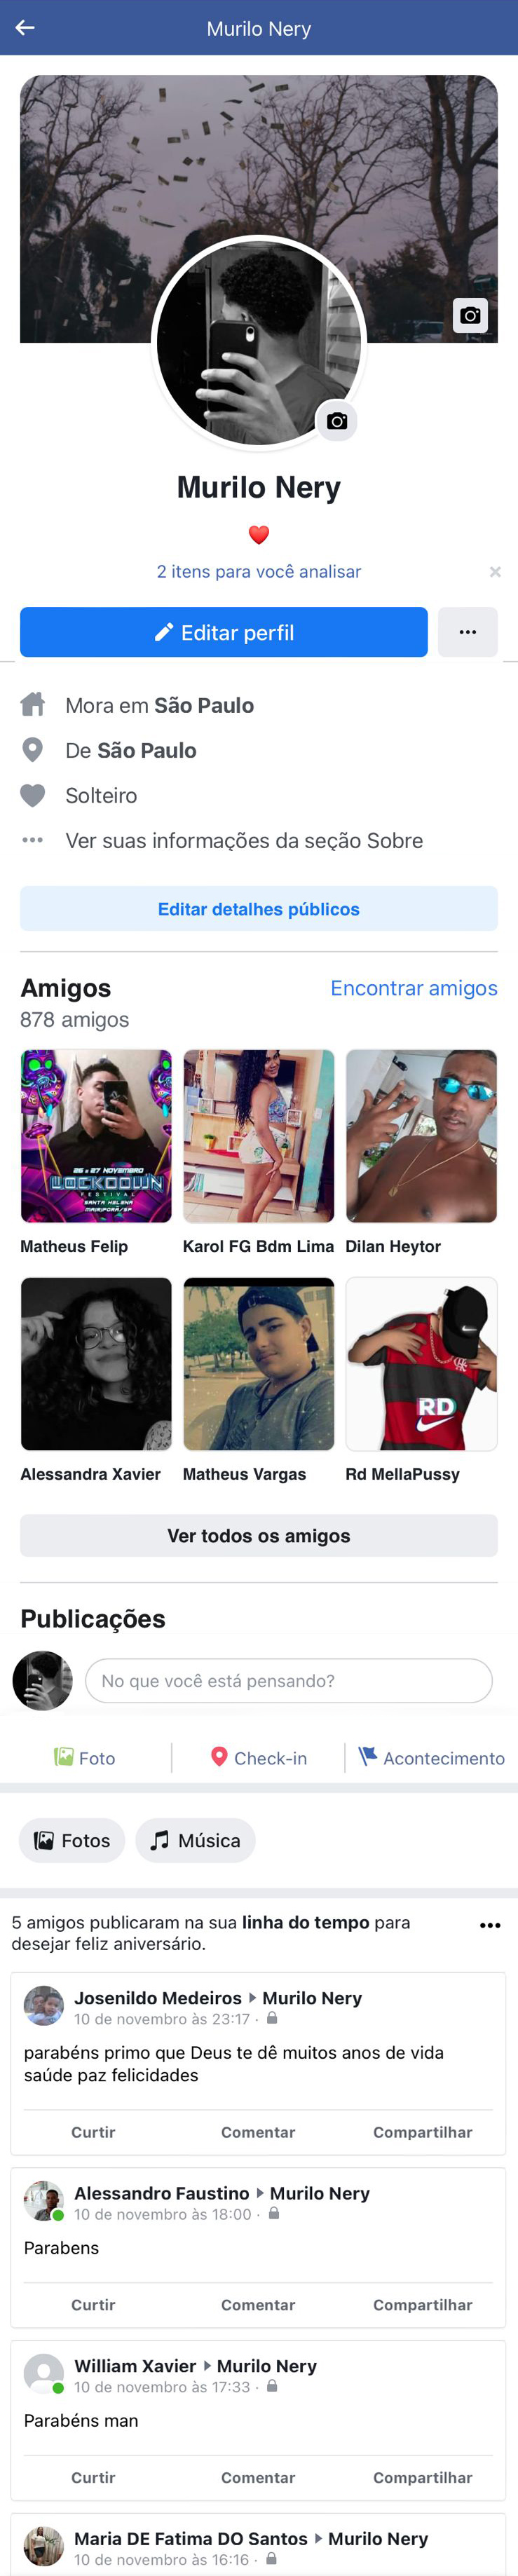 Murilo Nery
Murilo Nery
2 itens para você analisar
Editar perfil
Mora em São Paulo
De São Paulo
Solteiro
Ver suas informações da seção Sobre
Editar detalhes públicos
Amigos
Encontrar amigos
878 amigos
26 e 27 NOVEMBRO
LOCKDOWN
FESTIVAL
SANTA HELENA
MAIRIPORÃ/SP
RD
Matheus Felip
Karol FG Bdm Lima
Dilan Heytor
Alessandra Xavier
Matheus Vargas
Rd MellaPussy
Ver todos os amigos
Publicações
No que você está pensando?
Foto
Check-in
Acontecimento
Fotos
Música
5 amigos publicaram na sua linha do tempo para
desejar feliz aniversário.
Josenildo Medeiros ▸ Murilo Nery
10 de novembro às 23:17 ·
parabéns primo que Deus te dê muitos anos de vida
saúde paz felicidades
Curtir Comentar Compartilhar
Alessandro Faustino ▸ Murilo Nery
10 de novembro às 18:00 ·
Parabens
Curtir Comentar Compartilhar
William Xavier ▸ Murilo Nery
10 de novembro às 17:33 ·
Parabéns man
Curtir Comentar Compartilhar
Maria DE Fatima DO Santos ▸ Murilo Nery
10 de novembro às 16:16 ·